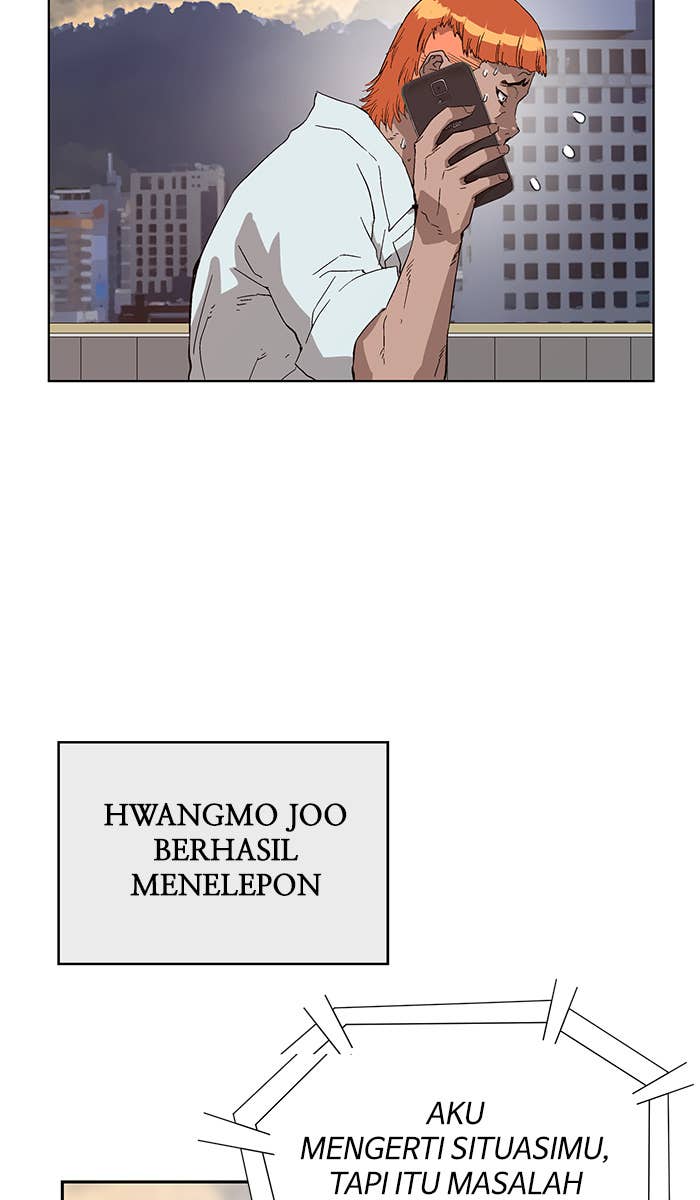 HWANGMO JOO
BERHASIL
MENELEPON
AKU
MENGERTI SITUASIMU,
TAPI ITU MASALAH